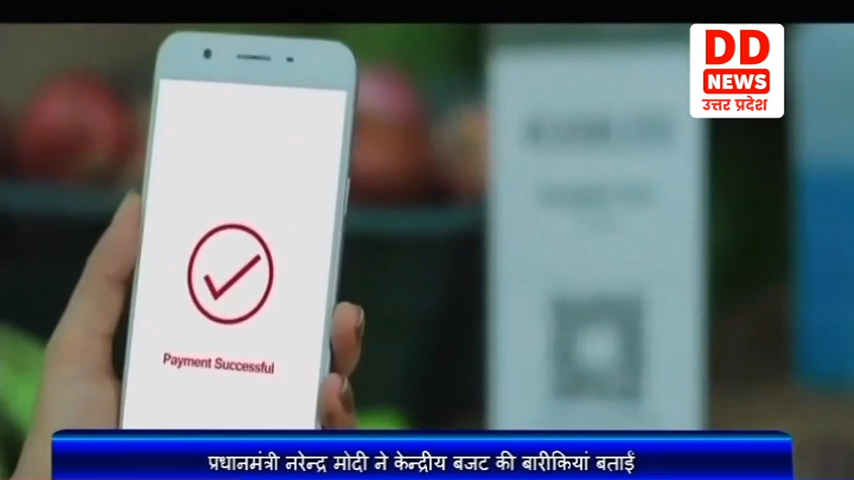 DD
NEWS
उत्तर प्रदेश
Payment Successful
प्रधानमंत्री नरेन्द्र मोदी ने केन्द्रीय बजट की बारीकियां बताईं